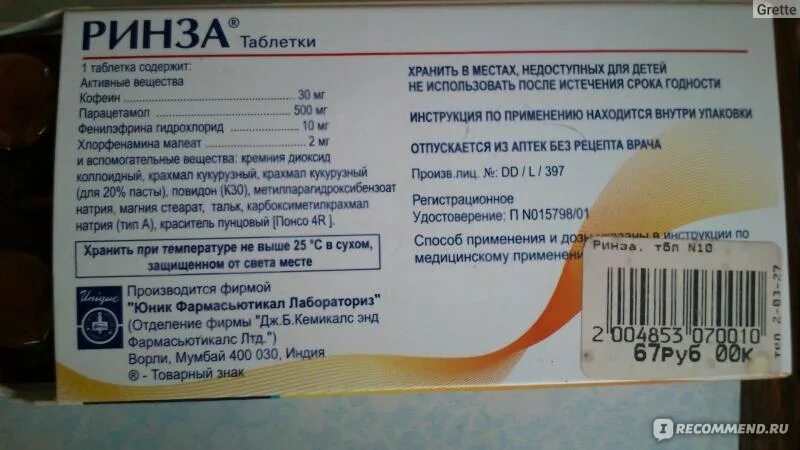 Grette
РИНЗА® Таблетки
1 таблетка содержит:
Активные вещества
Кофеин 30 мг
Парацетамол 500 мг
Фенилэфрина гидрохлорид 10 мг
Хлорфенамина малеат 2 мг
и вспомогательные вещества: кремния диоксид
коллоидный, крахмал кукурузный, крахмал кукурузный
(для 20% пасты), повидон (К30), метилпарагидроксибензоат
натрия, магния стеарат, тальк, карбоксиметилкрахмал
натрия (тип А), краситель пунцовый [Понсо 4R].
Хранить при температуре не выше 25 °С в сухом,
защищенном от света месте
Unique
Производится фирмой
"Юник Фармасьютикал Лабораториз"
(Отделение фирмы "Дж.Б.Кемикалс энд
Фармасьютикалс Лтд.")
Ворли, Мумбай 400 030, Индия
® - Товарный знак
ХРАНИТЬ В МЕСТАХ, НЕДОСТУПНЫХ ДЛЯ ДЕТЕЙ
НЕ ИСПОЛЬЗОВАТЬ ПОСЛЕ ИСТЕЧЕНИЯ СРОКА ГОДНОСТИ
ИНСТРУКЦИЯ ПО ПРИМЕНЕНИЮ НАХОДИТСЯ ВНУТРИ УПАКОВКИ
ОТПУСКАЕТСЯ ИЗ АПТЕК БЕЗ РЕЦЕПТА ВРАЧА
Произв.лиц. №: DD / L / 397
Регистрационное
Удостоверение: П N015798/01
Способ применения и дозы указаны в инструкции по
медицинскому применени
Ринза, тбл N10
2 004853 070010
67Руб 00к
IRECOMMEND.RU